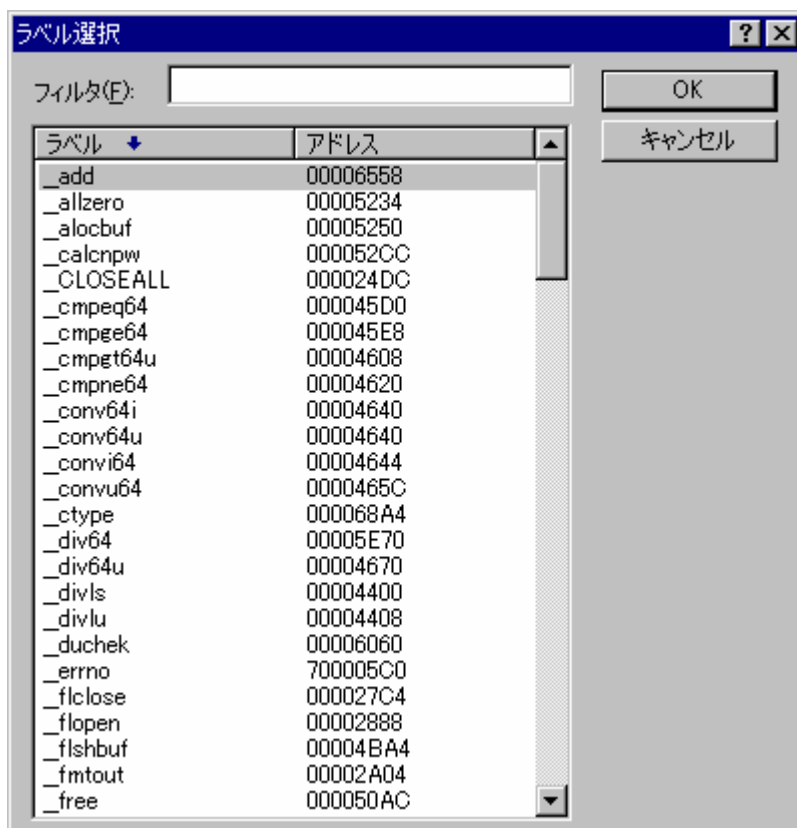 ラベル選択
フィルタ(F):
OK
キャンセル
ラベル アドレス
_add 00006558
_allzero 00005234
_alocbuf 00005250
_calcnpw 000052CC
_CLOSEALL 000024DC
_cmpeq64 000045D0
_cmpge64 000045E8
_cmpgt64u 00004608
_cmpne64 00004620
_conv64i 00004640
_conv64u 00004640
_convi64 00004644
_convu64 0000465C
_ctype 000068A4
_div64 00005E70
_div64u 00004670
_divls 00004400
_divlu 00004408
_duchek 00006060
_errno 700005C0
_flclose 000027C4
_flopen 00002888
_flshbuf 00004BA4
_fmtout 00002A04
_free 000050AC